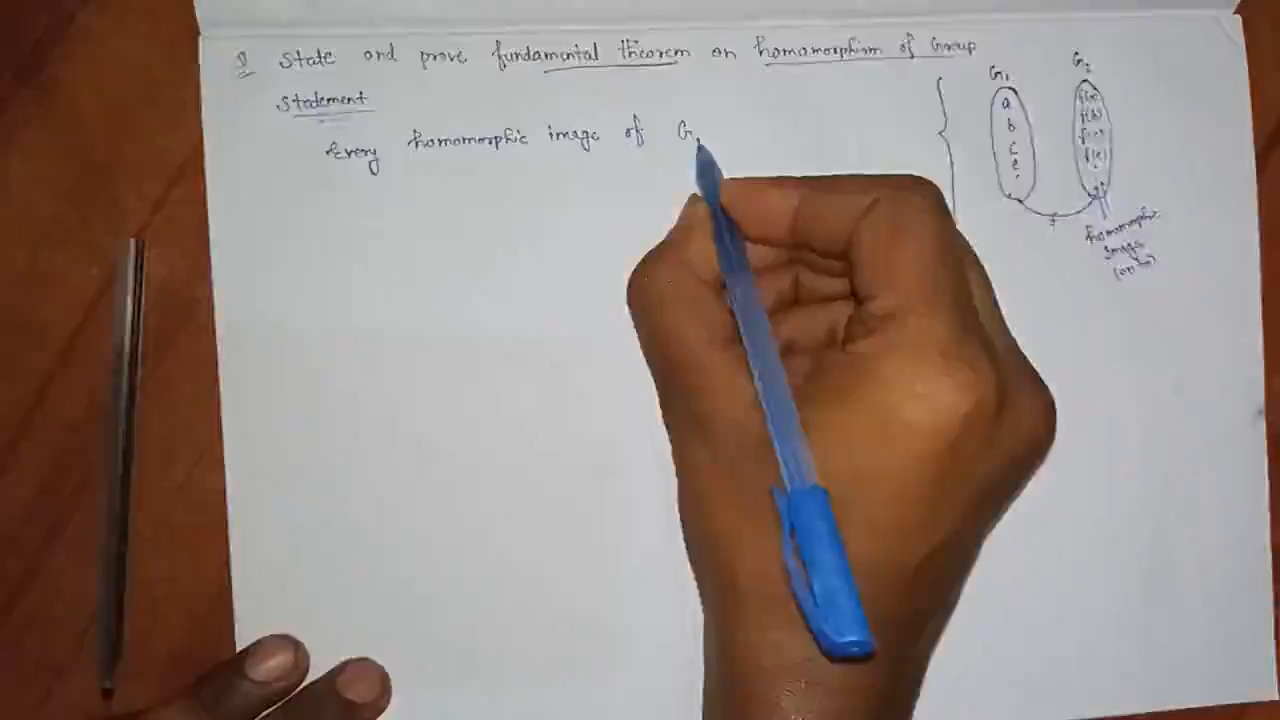 Q State and prove fundamental theorem on homomorphism of Group
Statement
Every homomorphic image of G
G1 G2
a f(a)
b f(b)
c f(c)
e f(e)
f
homomorphic
image